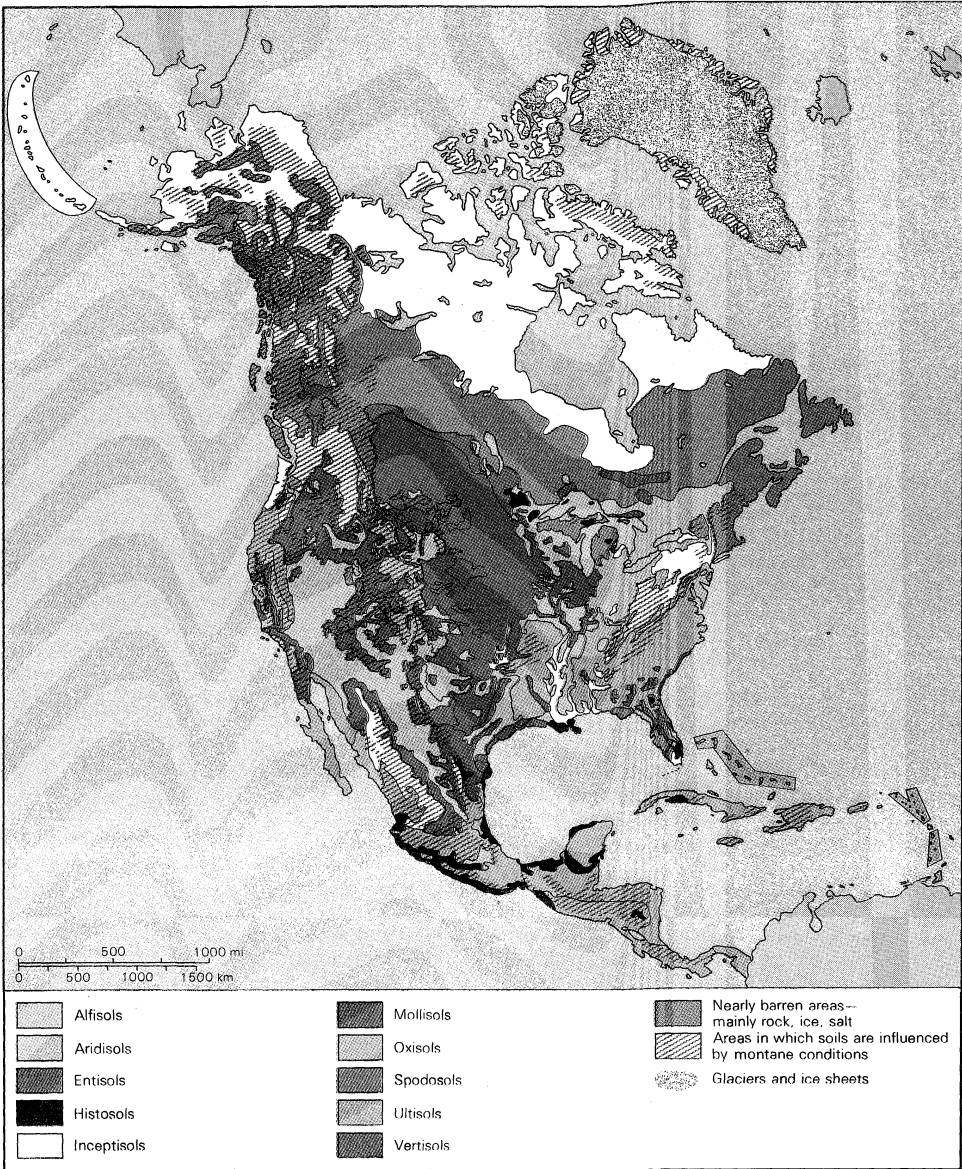 0 500 1000 mi
0 500 1000 1500 km
Alfisols
Aridisols
Entisols
Histosols
Inceptisols
Mollisols
Oxisols
Spodosols
Ultisols
Vertisols
Nearly barren areas—
mainly rock, ice, salt
Areas in which soils are influenced
by montane conditions
Glaciers and ice sheets